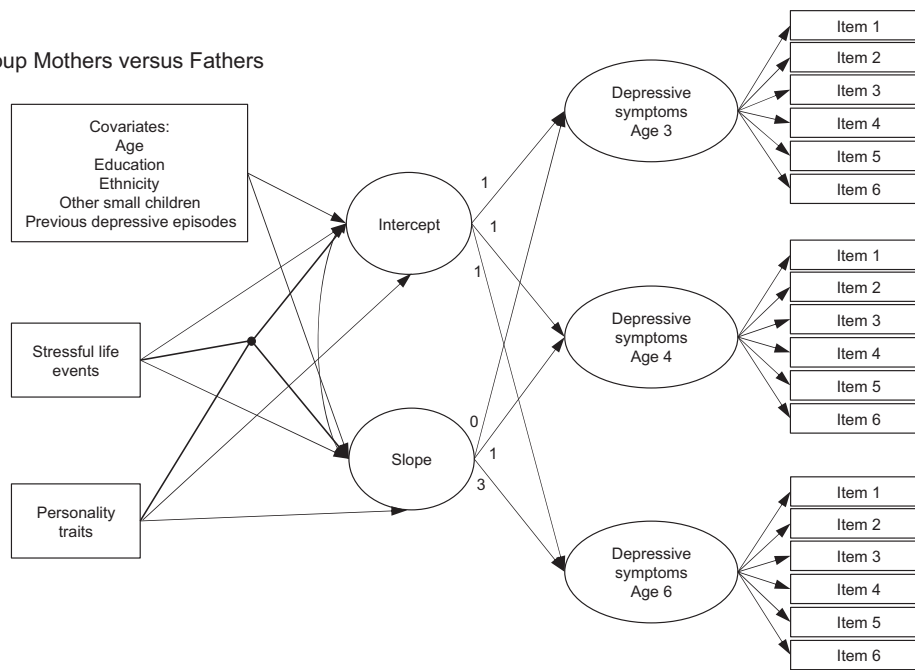 oup Mothers versus Fathers
Covariates:
Age
Education
Ethnicity
Other small children
Previous depressive episodes
Stressful life
events
Personality
traits
Intercept
Slope
1
1
1
0
1
3
Depressive
symptoms
Age 3
Depressive
symptoms
Age 4
Depressive
symptoms
Age 6
Item 1
Item 2
Item 3
Item 4
Item 5
Item 6
Item 1
Item 2
Item 3
Item 4
Item 5
Item 6
Item 1
Item 2
Item 3
Item 4
Item 5
Item 6